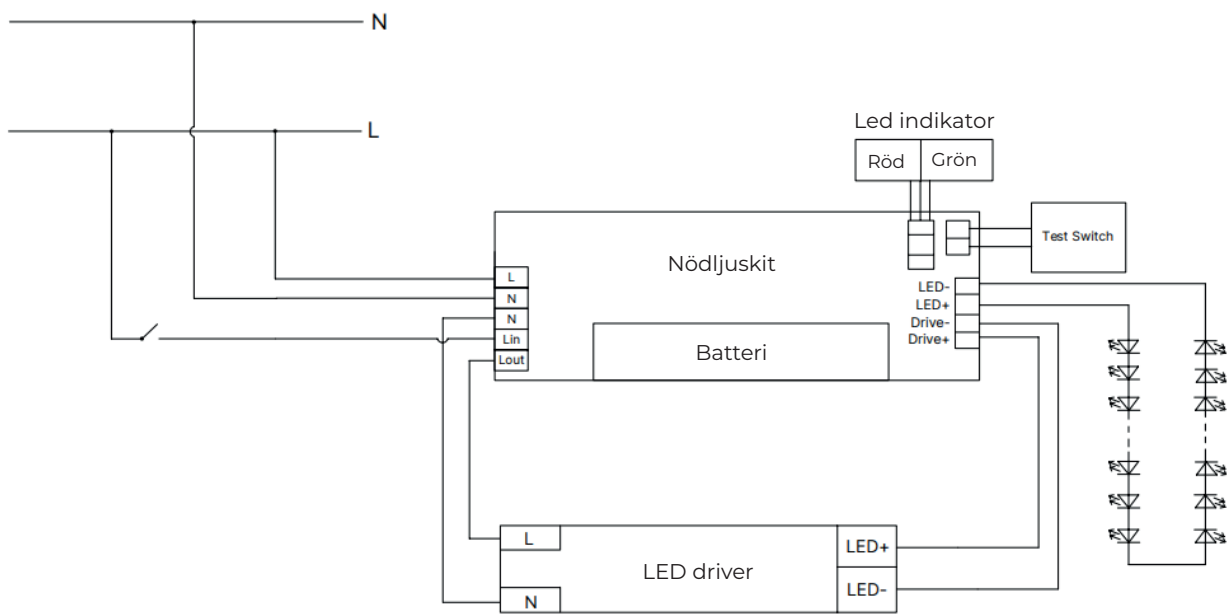 N
L
Led indikator
Röd
Grön
Test Switch
Nödljuskit
L
N
N
Lin
Lout
LED-
LED+
Drive-
Drive+
Batteri
L
N
LED driver
LED+
LED-